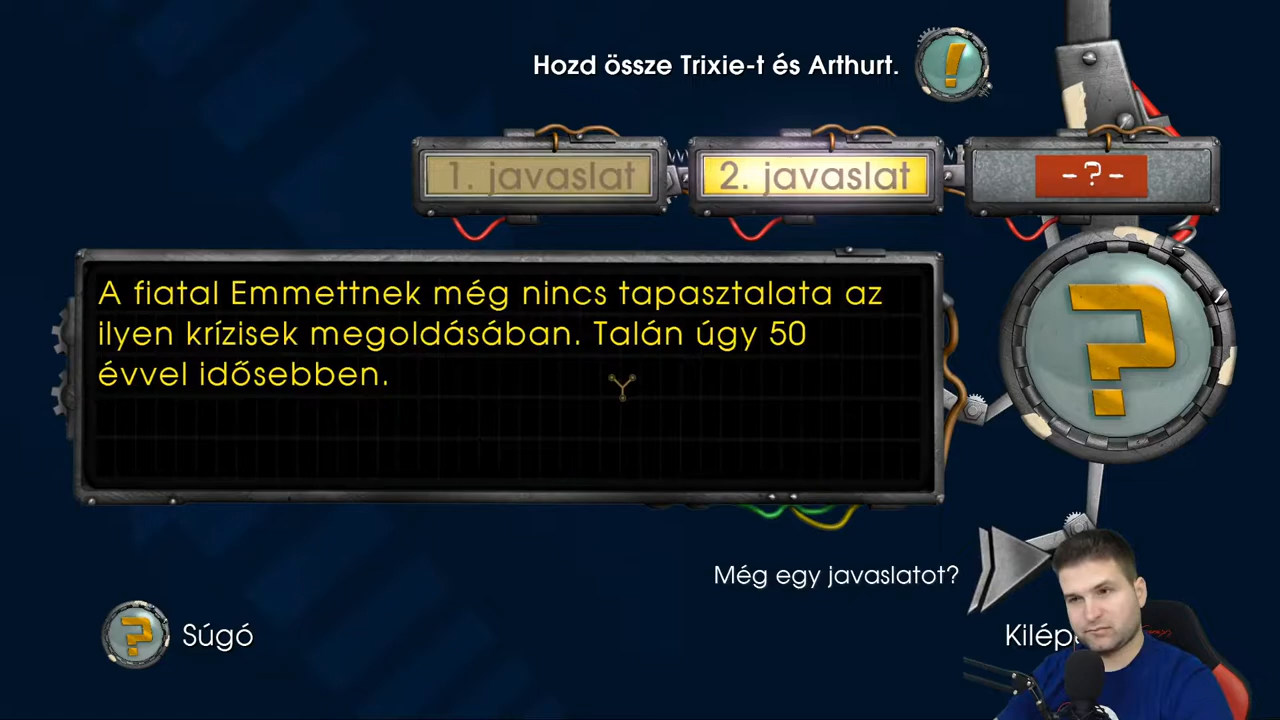 Hozd össze Trixie-t és Arthurt.
1. javaslat
2. javaslat
-?-
A fiatal Emmettnek még nincs tapasztalata az
ilyen krízisek megoldásában. Talán úgy 50
évvel idősebben.
Még egy javaslatot?
Súgó